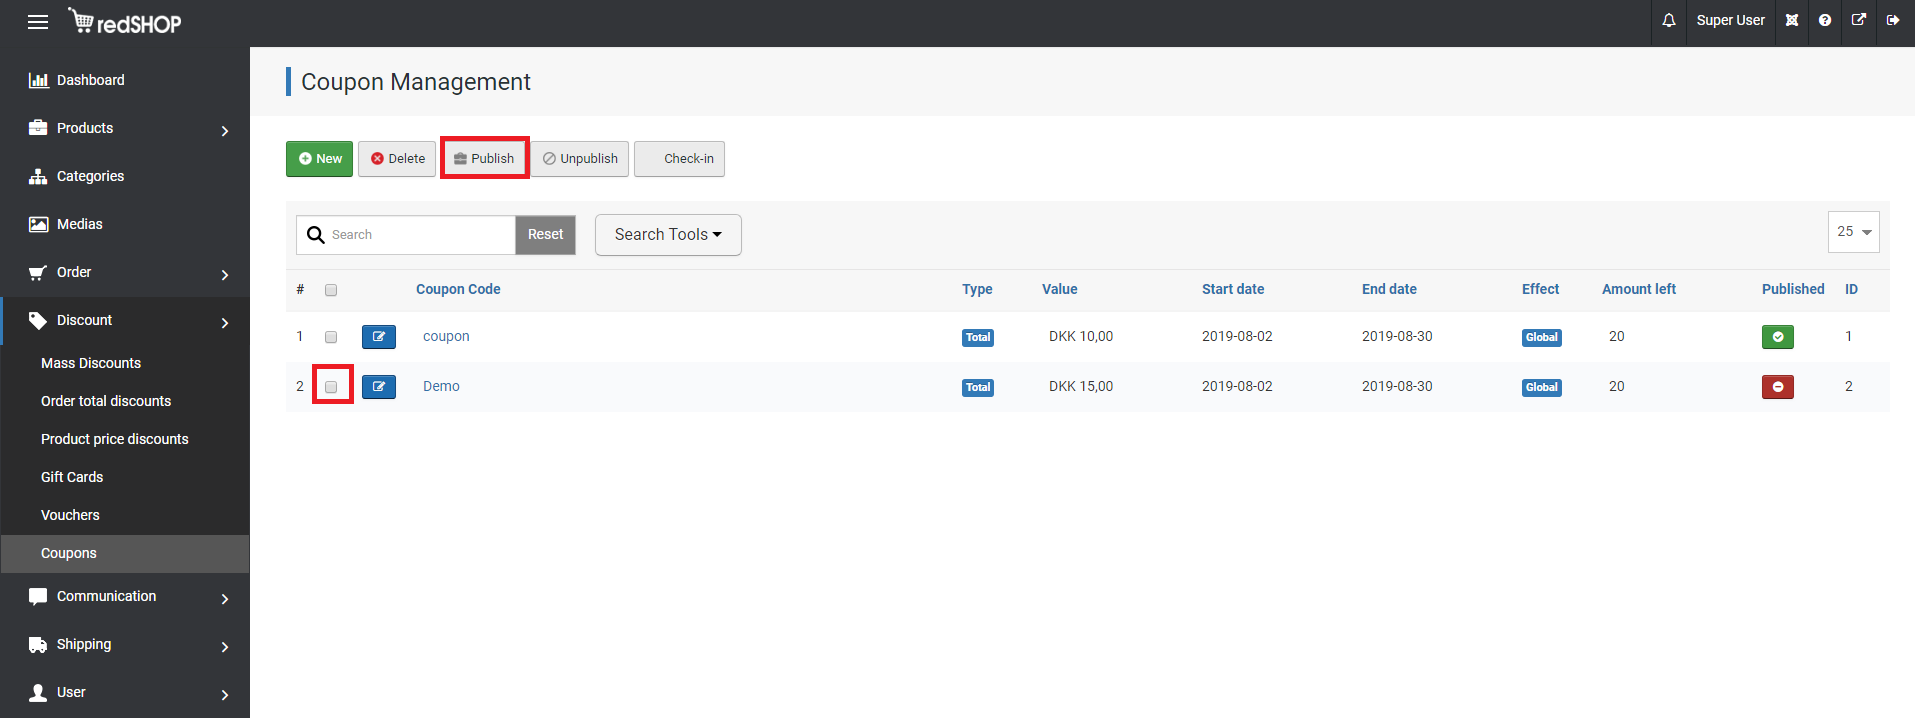 redSHOP
Super User
Dashboard
Products
Categories
Medias
Order
Discount
Mass Discounts
Order total discounts
Product price discounts
Gift Cards
Vouchers
Coupons
Communication
Shipping
User
Coupon Management
New Delete Publish Unpublish Check-in
Search Reset Search Tools 25
# Coupon Code Type Value Start date End date Effect Amount left Published ID
1 coupon Total DKK 10,00 2019-08-02 2019-08-30 Global 20 1
2 Demo Total DKK 15,00 2019-08-02 2019-08-30 Global 20 2